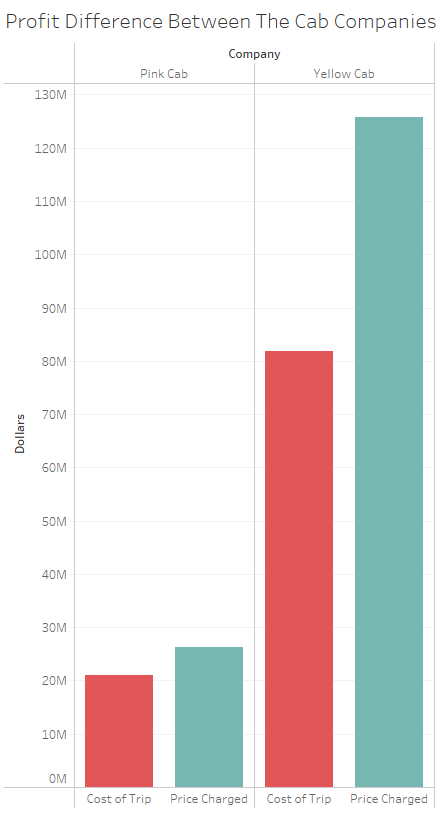 Profit Difference Between The Cab Companies
Company
Pink Cab Yellow Cab
130M
120M
110M
100M
90M
80M
70M
60M
50M
40M
30M
20M
10M
0M
Dollars
Cost of Trip Price Charged Cost of Trip Price Charged